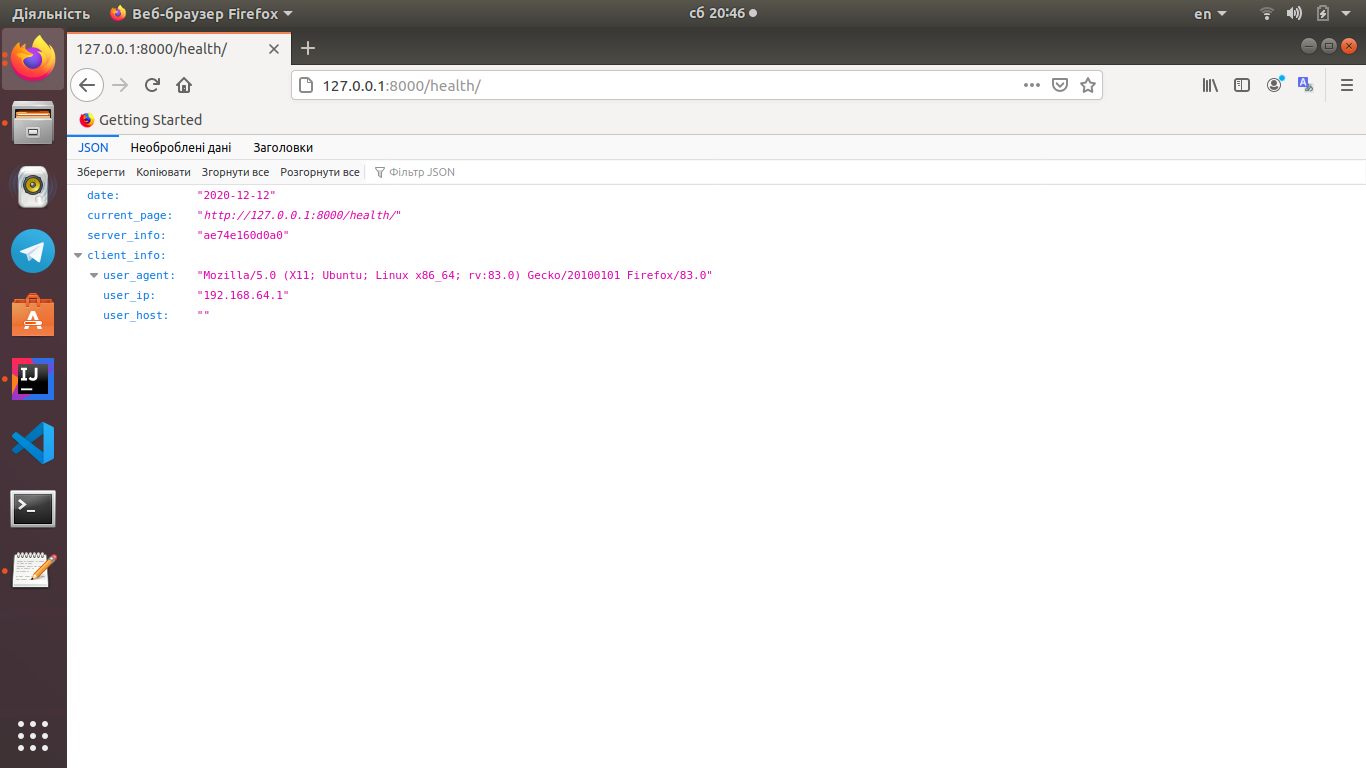 Діяльність Веб-браузер Firefox сб 20:46 en
127.0.0.1:8000/health/
127.0.0.1:8000/health/
Getting Started
JSON Необроблені дані Заголовки
Зберегти Копіювати Згорнути все Розгорнути все Фільтр JSON
date: "2020-12-12"
current_page: "http://127.0.0.1:8000/health/"
server_info: "ae74e160d0a0"
client_info:
user_agent: "Mozilla/5.0 (X11; Ubuntu; Linux x86_64; rv:83.0) Gecko/20100101 Firefox/83.0"
user_ip: "192.168.64.1"
user_host: ""
IJ